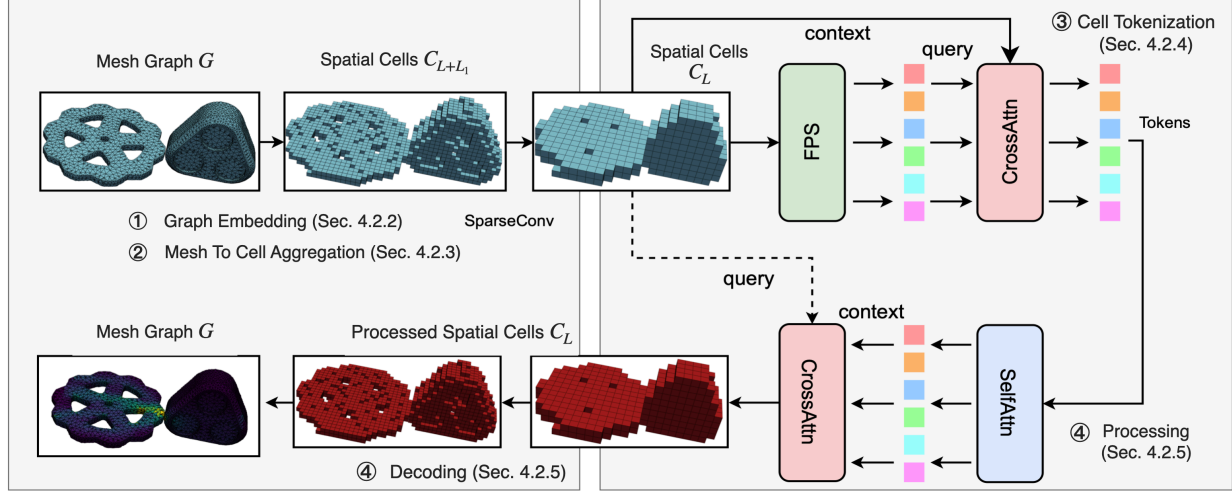 Mesh Graph G
Spatial Cells C_{L+L_1}
Spatial Cells
C_L
context
query
③ Cell Tokenization
(Sec. 4.2.4)
FPS
CrossAttn
Tokens
① Graph Embedding (Sec. 4.2.2)
SparseConv
② Mesh To Cell Aggregation (Sec. 4.2.3)
query
context
Mesh Graph G
Processed Spatial Cells C_L
CrossAttn
SelfAttn
④ Processing
(Sec. 4.2.5)
④ Decoding (Sec. 4.2.5)